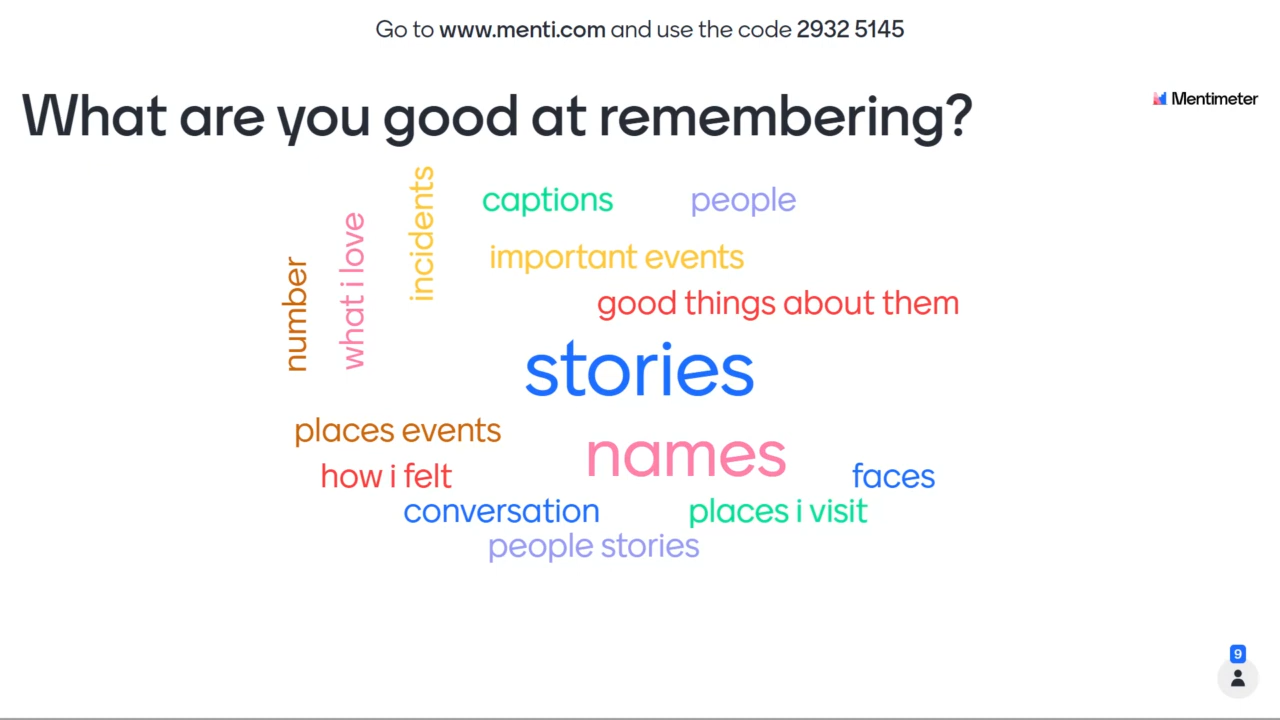 Go to www.menti.com and use the code 2932 5145
What are you good at remembering?
Mentimeter
incidents
captions
people
what i love
number
important events
good things about them
stories
places events
names
how i felt
faces
conversation
places i visit
people stories
9